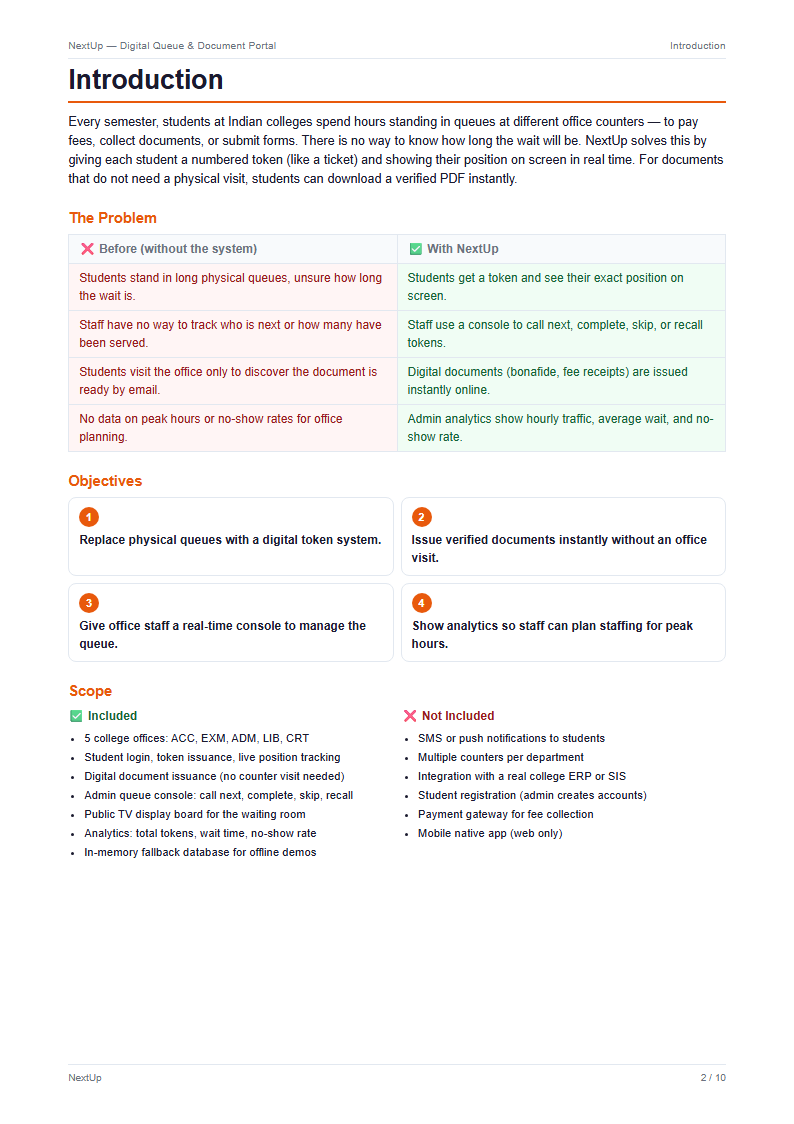 NextUp — Digital Queue & Document Portal
Introduction
Introduction
Every semester, students at Indian colleges spend hours standing in queues at different office counters — to pay
fees, collect documents, or submit forms. There is no way to know how long the wait will be. NextUp solves this by
giving each student a numbered token (like a ticket) and showing their position on screen in real time. For documents
that do not need a physical visit, students can download a verified PDF instantly.
The Problem
❌ Before (without the system)
✅ With NextUp
Students stand in long physical queues, unsure how long
the wait is.
Students get a token and see their exact position on
screen.
Staff have no way to track who is next or how many have
been served.
Staff use a console to call next, complete, skip, or recall
tokens.
Students visit the office only to discover the document is
ready by email.
Digital documents (bonafide, fee receipts) are issued
instantly online.
No data on peak hours or no-show rates for office
planning.
Admin analytics show hourly traffic, average wait, and no-
show rate.
Objectives
1
Replace physical queues with a digital token system.
2
Issue verified documents instantly without an office
visit.
3
Give office staff a real-time console to manage the
queue.
4
Show analytics so staff can plan staffing for peak
hours.
Scope
✅ Included
• 5 college offices: ACC, EXM, ADM, LIB, CRT
• Student login, token issuance, live position tracking
• Digital document issuance (no counter visit needed)
• Admin queue console: call next, complete, skip, recall
• Public TV display board for the waiting room
• Analytics: total tokens, wait time, no-show rate
• In-memory fallback database for offline demos
❌ Not Included
• SMS or push notifications to students
• Multiple counters per department
• Integration with a real college ERP or SIS
• Student registration (admin creates accounts)
• Payment gateway for fee collection
• Mobile native app (web only)
NextUp
2 / 10